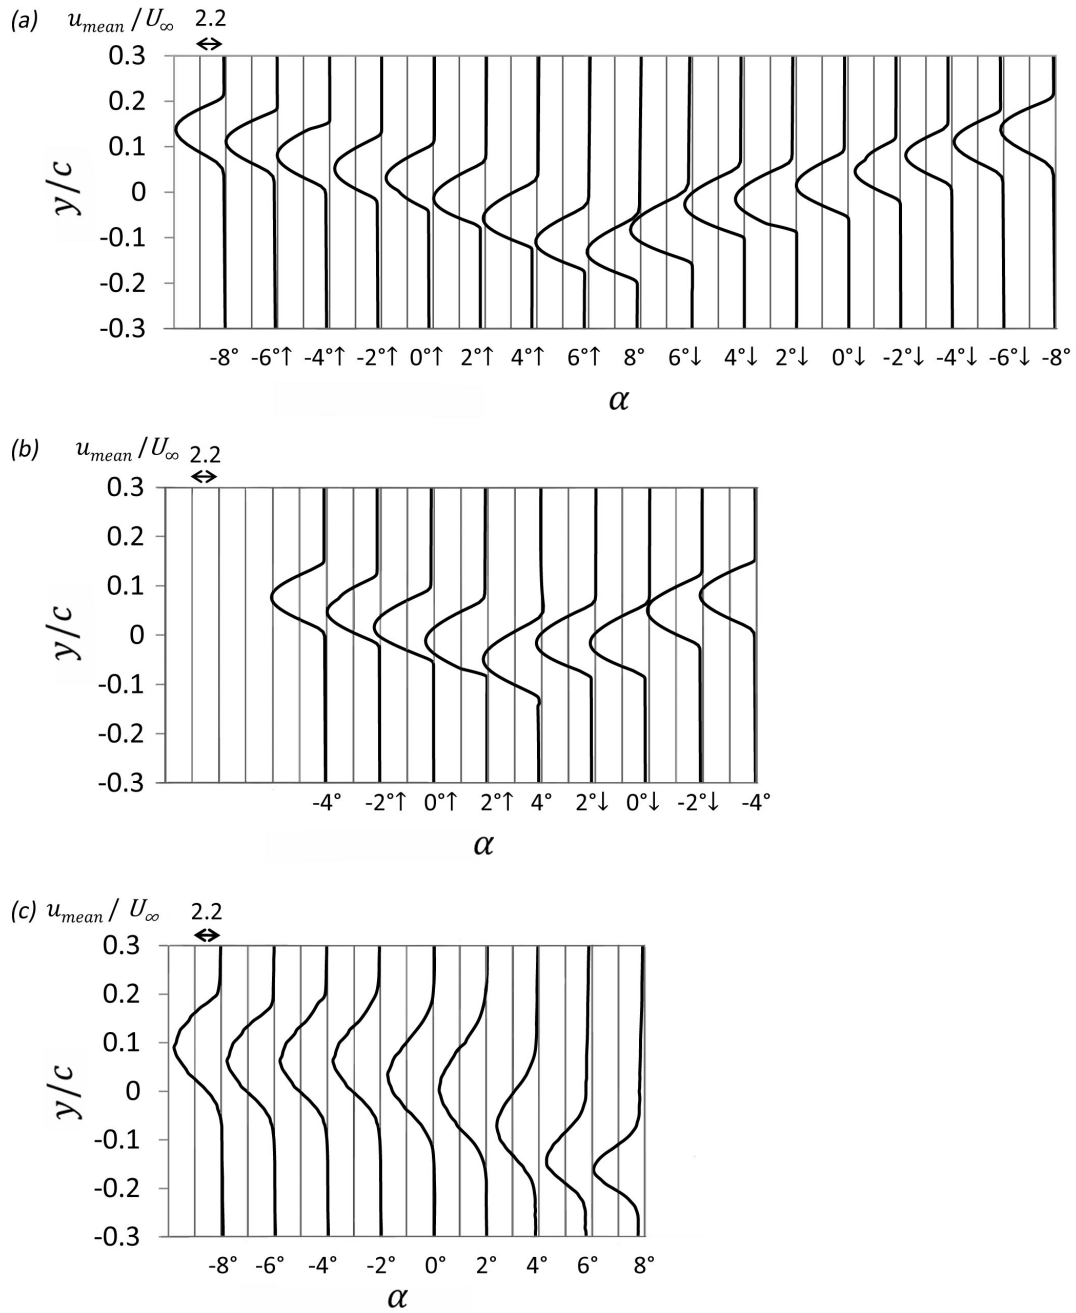 (a) u_mean / U_∞ 2.2
0.3
0.2
0.1
0
-0.1
-0.2
-0.3
y/c
-8° -6°↑ -4°↑ -2°↑ 0°↑ 2°↑ 4°↑ 6°↑ 8° 6°↓ 4°↓ 2°↓ 0°↓ -2°↓ -4°↓ -6°↓ -8°
α
(b) u_mean / U_∞ 2.2
0.3
0.2
0.1
0
-0.1
-0.2
-0.3
y/c
-4° -2°↑ 0°↑ 2°↑ 4° 2°↓ 0°↓ -2°↓ -4°
α
(c) u_mean / U_∞ 2.2
0.3
0.2
0.1
0
-0.1
-0.2
-0.3
y/c
-8° -6° -4° -2° 0° 2° 4° 6° 8°
α